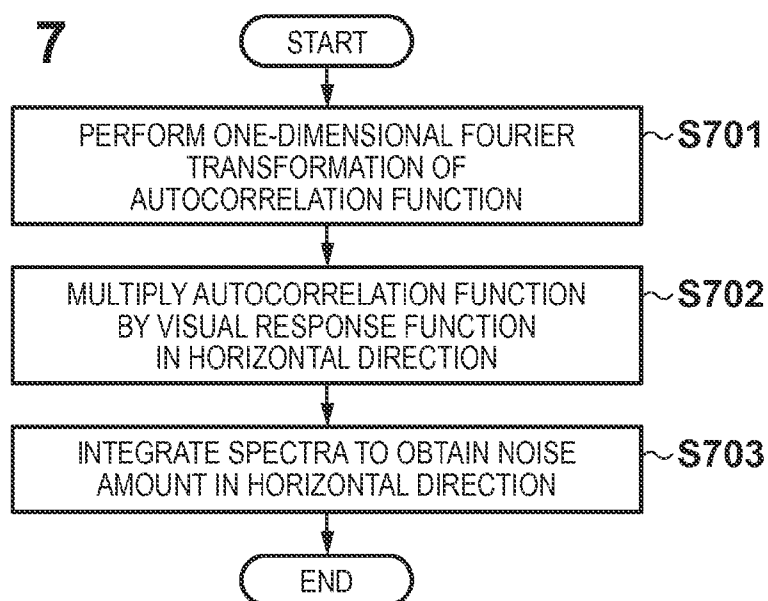 7
START
PERFORM ONE-DIMENSIONAL FOURIER
TRANSFORMATION OF
AUTOCORRELATION FUNCTION
S701
MULTIPLY AUTOCORRELATION FUNCTION
BY VISUAL RESPONSE FUNCTION
IN HORIZONTAL DIRECTION
S702
INTEGRATE SPECTRA TO OBTAIN NOISE
AMOUNT IN HORIZONTAL DIRECTION
S703
END